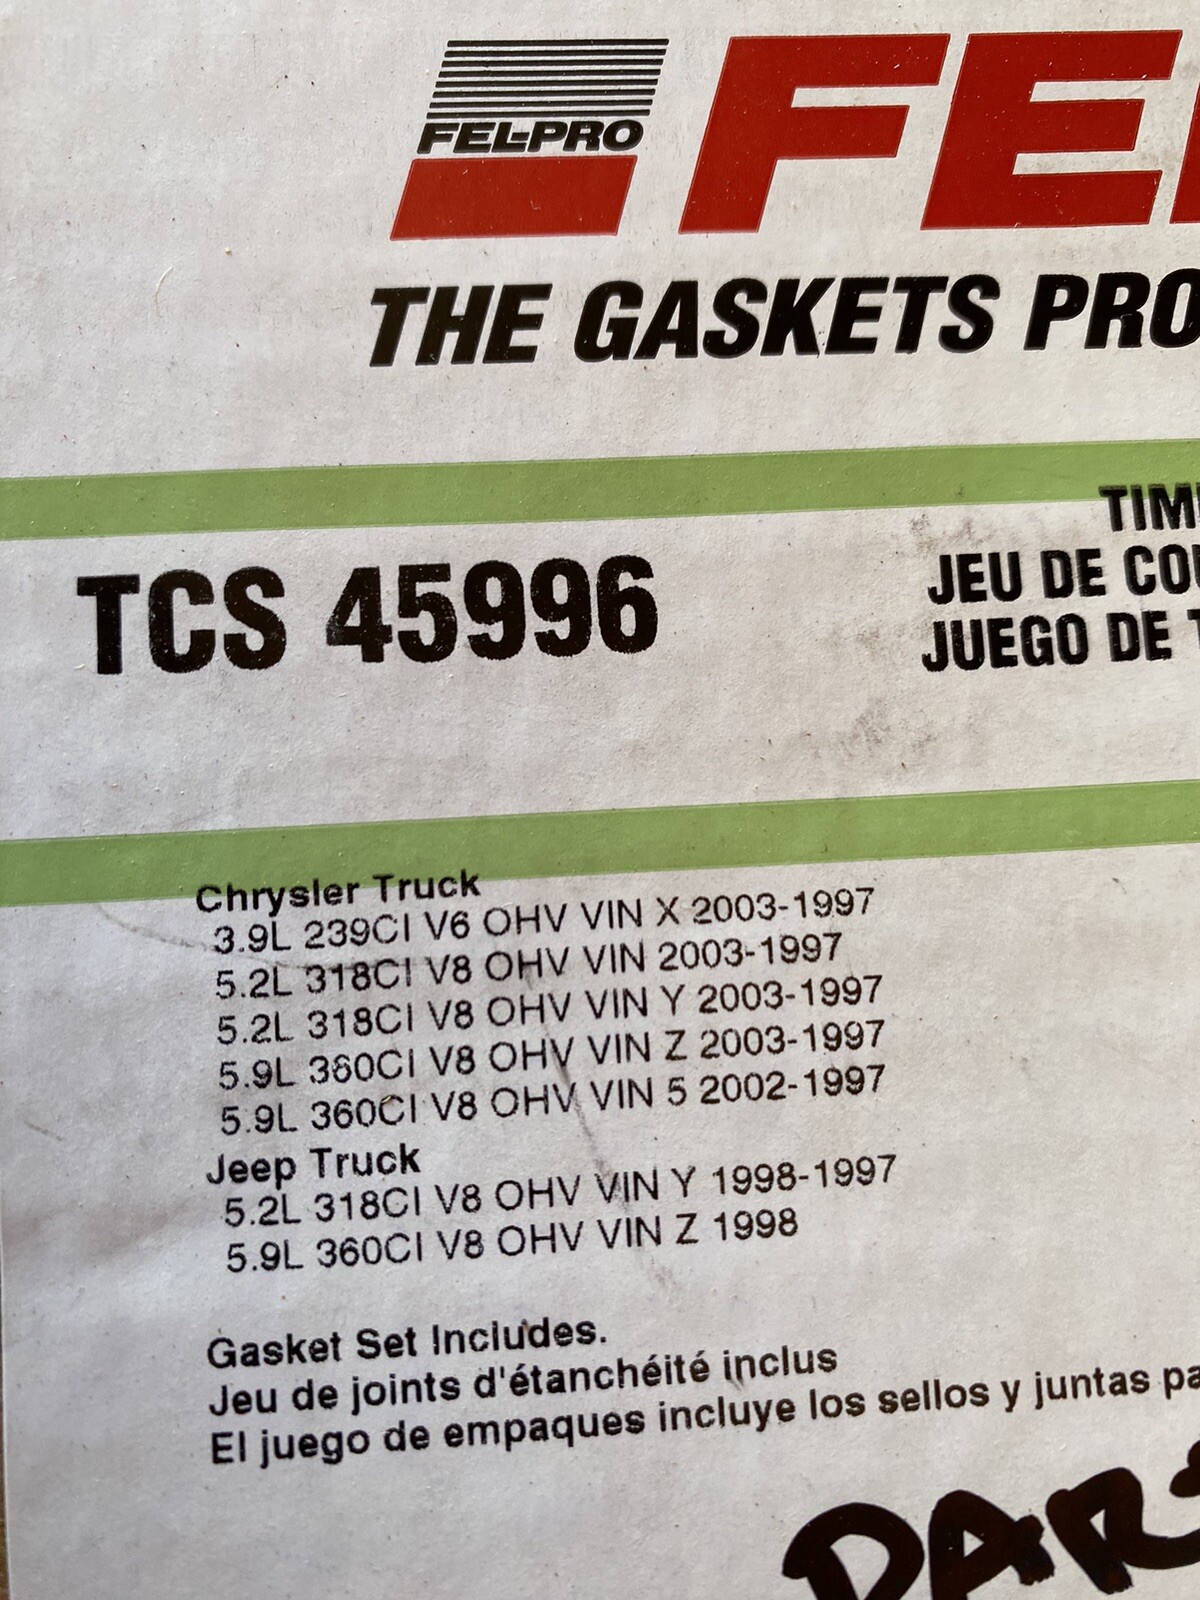 FEL-PRO
FE
THE GASKETS PRO
TIM
TCS 45996
JEU DE CO
JUEGO DE T
Chrysler Truck
3.9L 239CI V6 OHV VIN X 2003-1997
5.2L 318CI V8 OHV VIN 2003-1997
5.2L 318CI V8 OHV VIN Y 2003-1997
5.9L 360CI V8 OHV VIN Z 2003-1997
5.9L 360CI V8 OHV VIN 5 2002-1997
Jeep Truck
5.2L 318CI V8 OHV VIN Y 1998-1997
5.9L 360CI V8 OHV VIN Z 1998
Gasket Set Includes.
Jeu de joints d'étanchéité inclus
El juego de empaques incluye los sellos y juntas pa
DAR